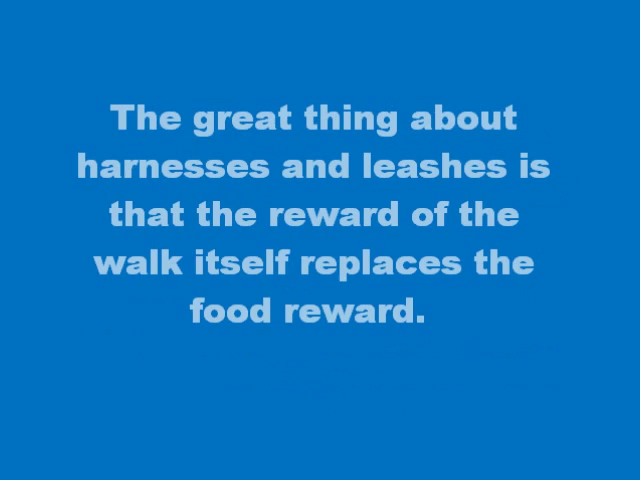 The great thing about
harnesses and leashes is
that the reward of the
walk itself replaces the
food reward.